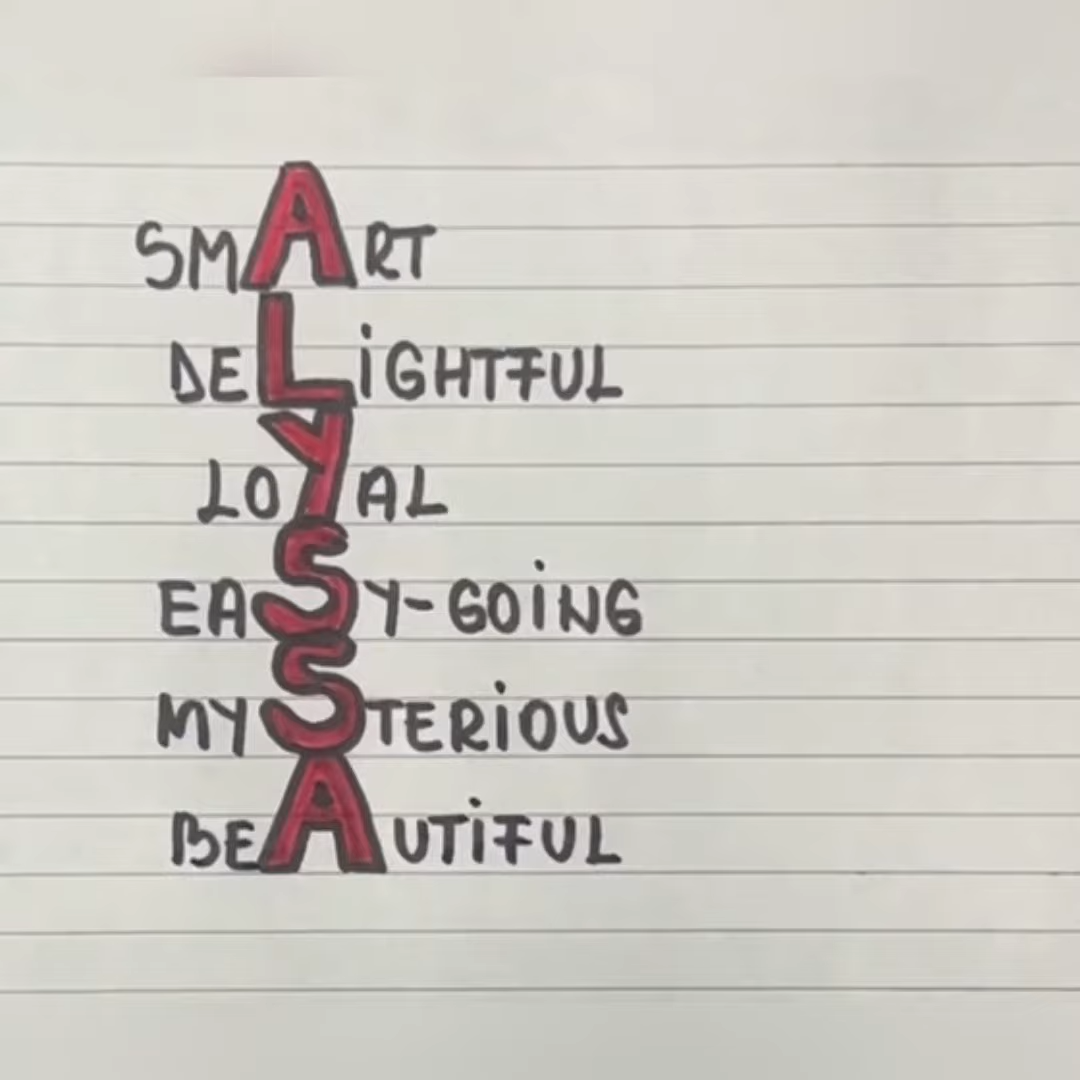 SMART
DELiGHTFUL
LOYAL
EASY-GOiNG
MYSTERiOUS
BEAUTiFUL